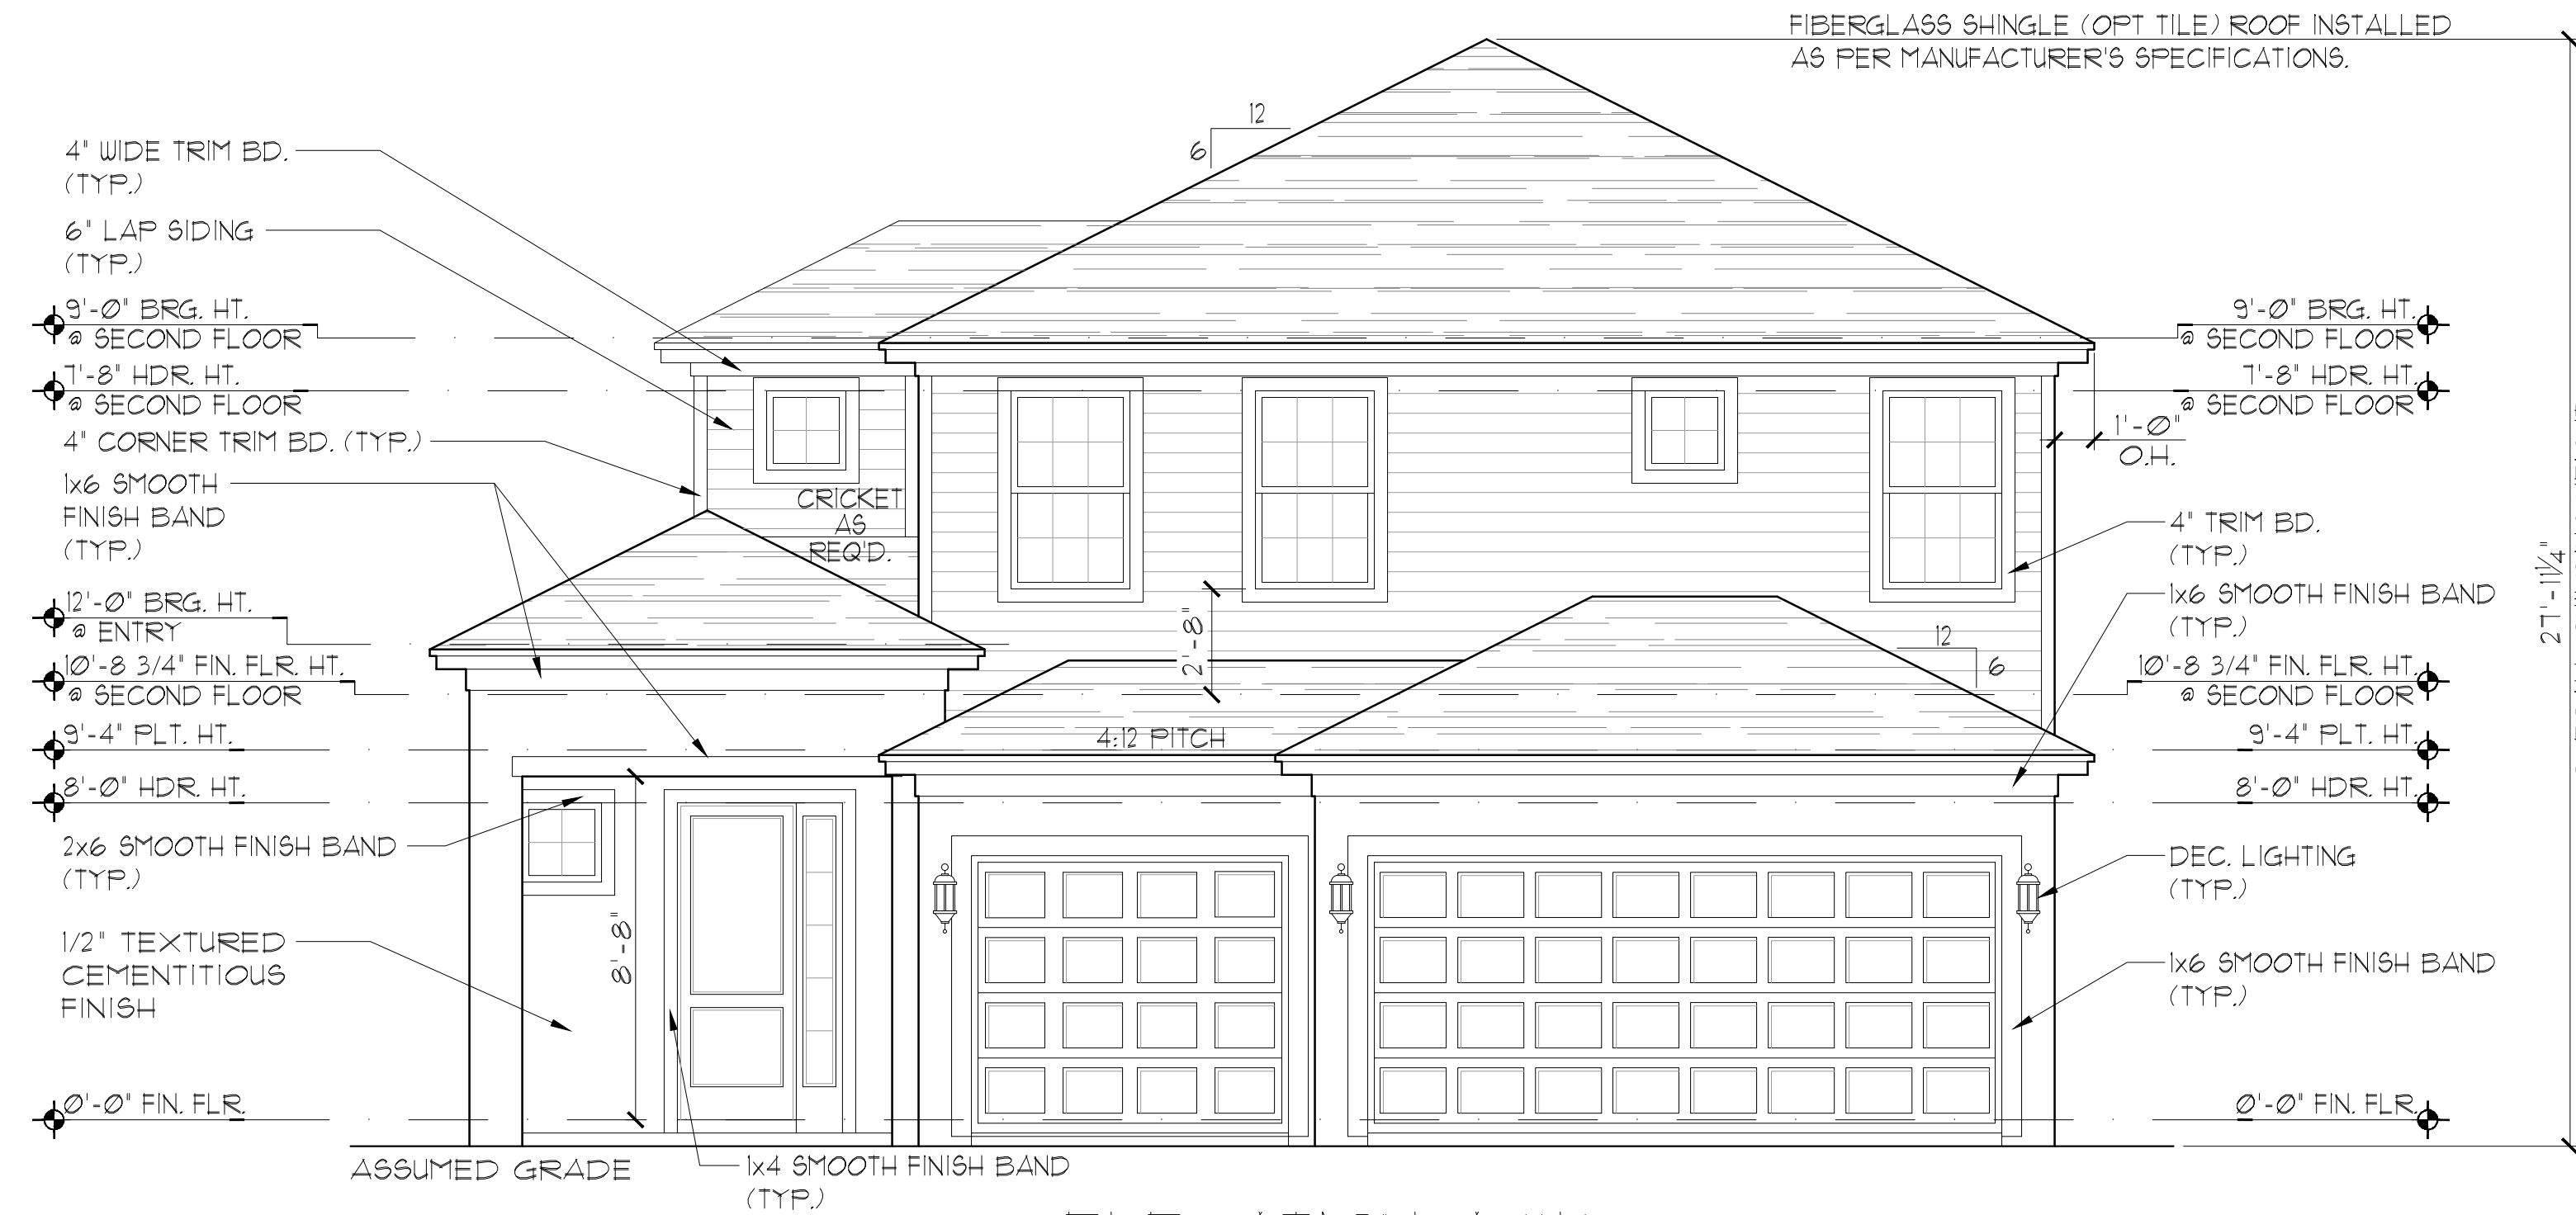 FIBERGLASS SHINGLE (OPT TILE) ROOF INSTALLED
AS PER MANUFACTURER'S SPECIFICATIONS.
12
6
4" WIDE TRIM BD.
(TYP.)
6" LAP SIDING
(TYP.)
9'-0" BRG. HT.
@ SECOND FLOOR
7'-8" HDR. HT.
@ SECOND FLOOR
4" CORNER TRIM BD. (TYP.)
1x6 SMOOTH
FINISH BAND
(TYP.)
12'-0" BRG. HT.
@ ENTRY
10'-8 3/4" FIN. FLR. HT.
@ SECOND FLOOR
9'-4" PLT. HT.
8'-0" HDR. HT.
2x6 SMOOTH FINISH BAND
(TYP.)
1/2" TEXTURED
CEMENTITIOUS
FINISH
0'-0" FIN. FLR.
ASSUMED GRADE
1x4 SMOOTH FINISH BAND
(TYP.)
CRICKET
AS
REQ'D.
2'-8"
4:12 PITCH
8'-8"
12
6
9'-0" BRG. HT.
@ SECOND FLOOR
7'-8" HDR. HT.
@ SECOND FLOOR
1'-0"
O.H.
4" TRIM BD.
(TYP.)
1x6 SMOOTH FINISH BAND
(TYP.)
10'-8 3/4" FIN. FLR. HT.
@ SECOND FLOOR
9'-4" PLT. HT.
8'-0" HDR. HT.
DEC. LIGHTING
(TYP.)
1x6 SMOOTH FINISH BAND
(TYP.)
0'-0" FIN. FLR.
27'-11 1/4"